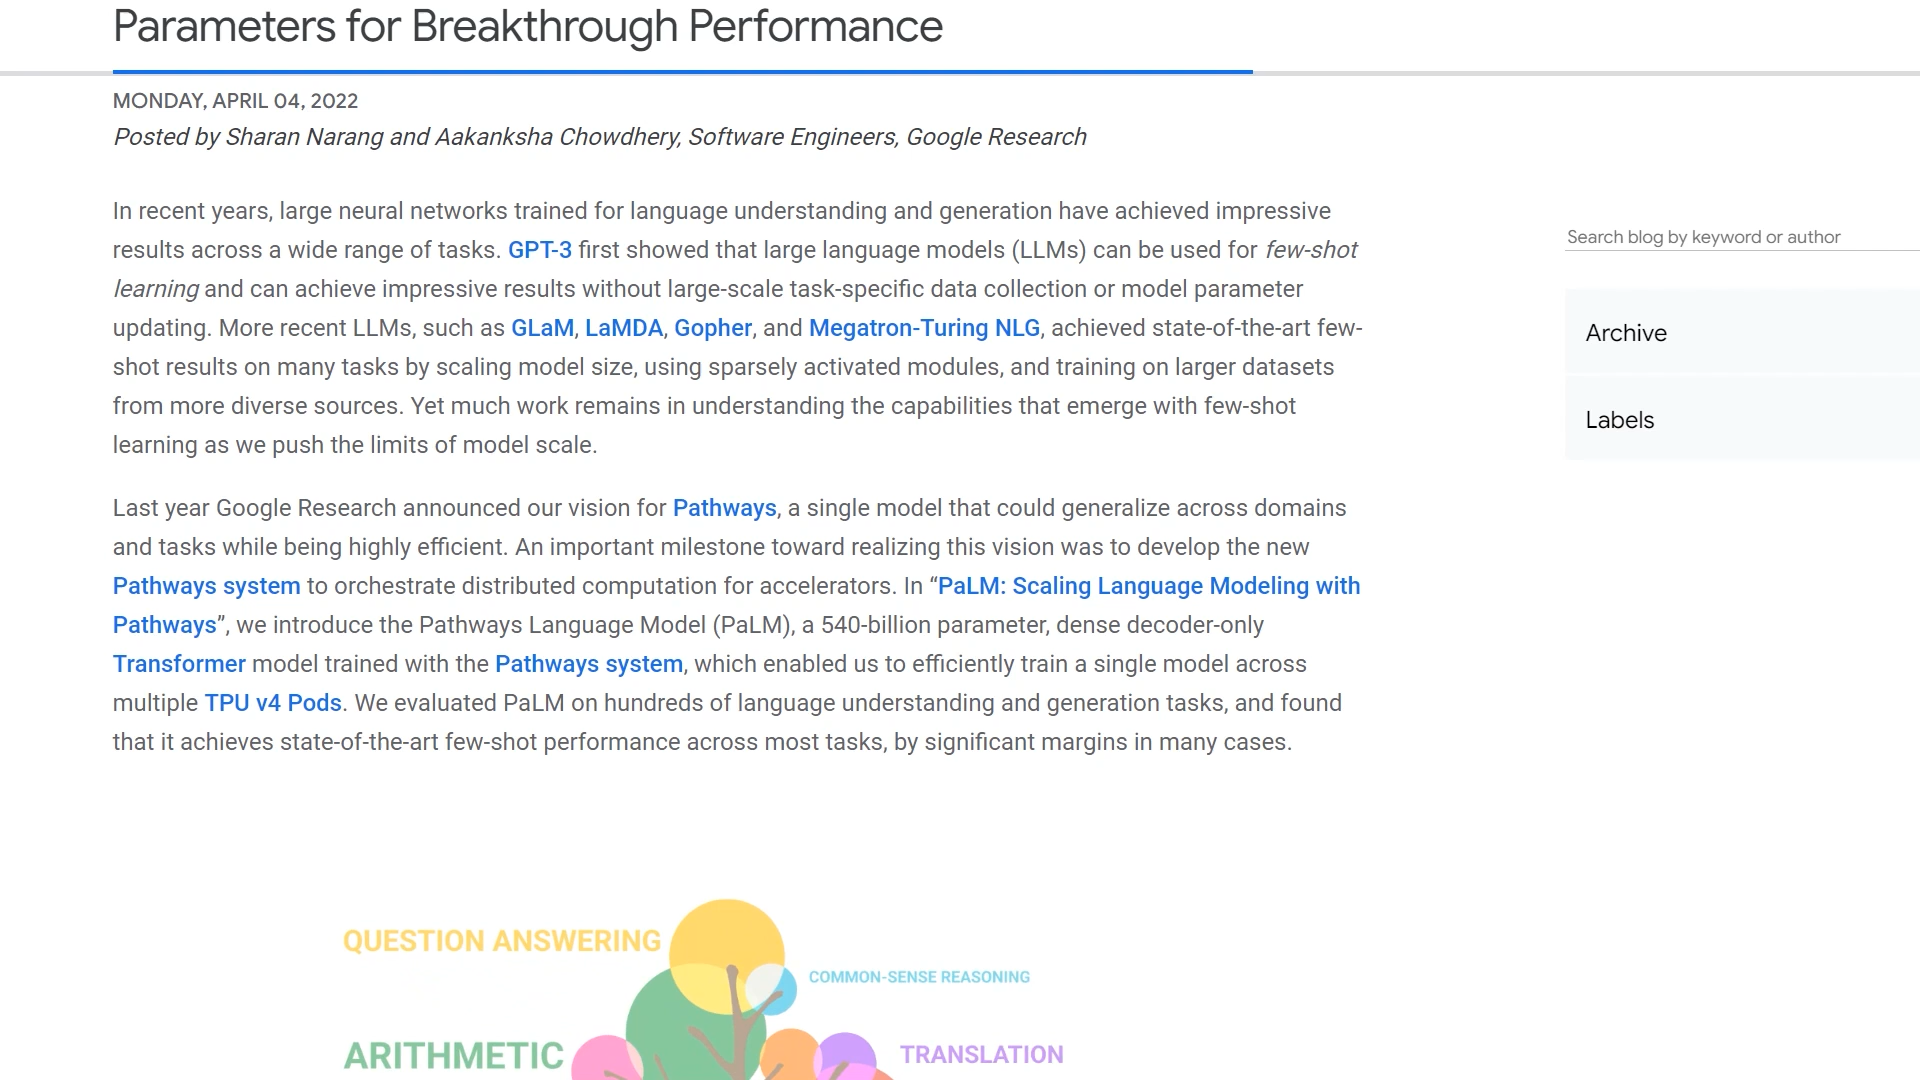 Parameters for Breakthrough Performance
MONDAY, APRIL 04, 2022
Posted by Sharan Narang and Aakanksha Chowdhery, Software Engineers, Google Research
In recent years, large neural networks trained for language understanding and generation have achieved impressive
results across a wide range of tasks. GPT-3 first showed that large language models (LLMs) can be used for few-shot
learning and can achieve impressive results without large-scale task-specific data collection or model parameter
updating. More recent LLMs, such as GLaM, LaMDA, Gopher, and Megatron-Turing NLG, achieved state-of-the-art few-
shot results on many tasks by scaling model size, using sparsely activated modules, and training on larger datasets
from more diverse sources. Yet much work remains in understanding the capabilities that emerge with few-shot
learning as we push the limits of model scale.
Last year Google Research announced our vision for Pathways, a single model that could generalize across domains
and tasks while being highly efficient. An important milestone toward realizing this vision was to develop the new
Pathways system to orchestrate distributed computation for accelerators. In “PaLM: Scaling Language Modeling with
Pathways”, we introduce the Pathways Language Model (PaLM), a 540-billion parameter, dense decoder-only
Transformer model trained with the Pathways system, which enabled us to efficiently train a single model across
multiple TPU v4 Pods. We evaluated PaLM on hundreds of language understanding and generation tasks, and found
that it achieves state-of-the-art few-shot performance across most tasks, by significant margins in many cases.
Search blog by keyword or author
Archive
Labels
QUESTION ANSWERING
COMMON-SENSE REASONING
ARITHMETIC
TRANSLATION